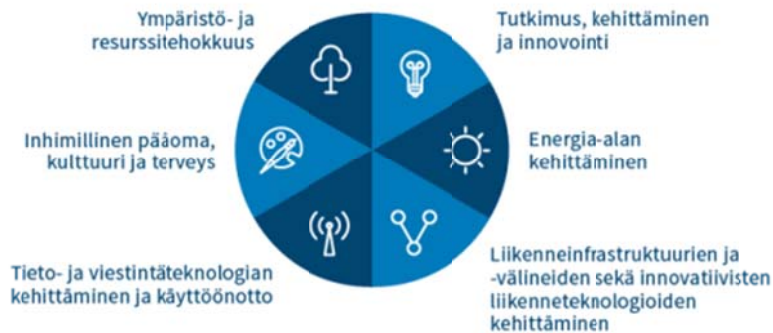 Ympäristö- ja
resurssitehokkuus
Tutkimus, kehittäminen
ja innovointi
Inhimillinen pääoma,
kulttuuri ja terveys
Energia-alan
kehittäminen
Tieto- ja viestintäteknologian
kehittäminen ja käyttöönotto
Liikenneinfrastruktuurien ja
-välineiden sekä innovatiivisten
liikenneteknologioiden
kehittäminen